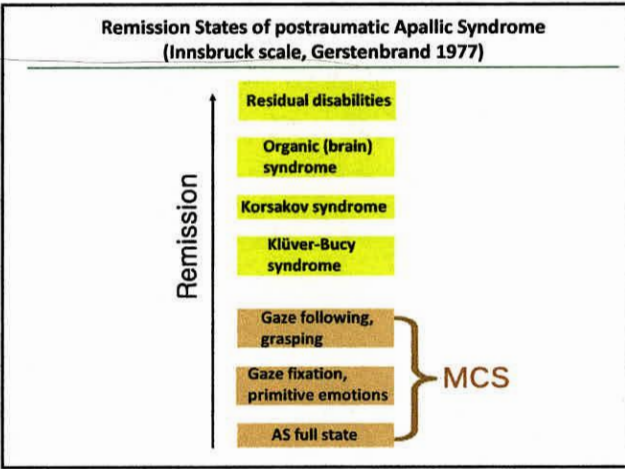 Remission States of postraumatic Apallic Syndrome
(Innsbruck scale, Gerstenbrand 1977)
Remission
Residual disabilities
Organic (brain)
syndrome
Korsakov syndrome
Klüver-Bucy
syndrome
Gaze following,
grasping
Gaze fixation,
primitive emotions
AS full state
MCS